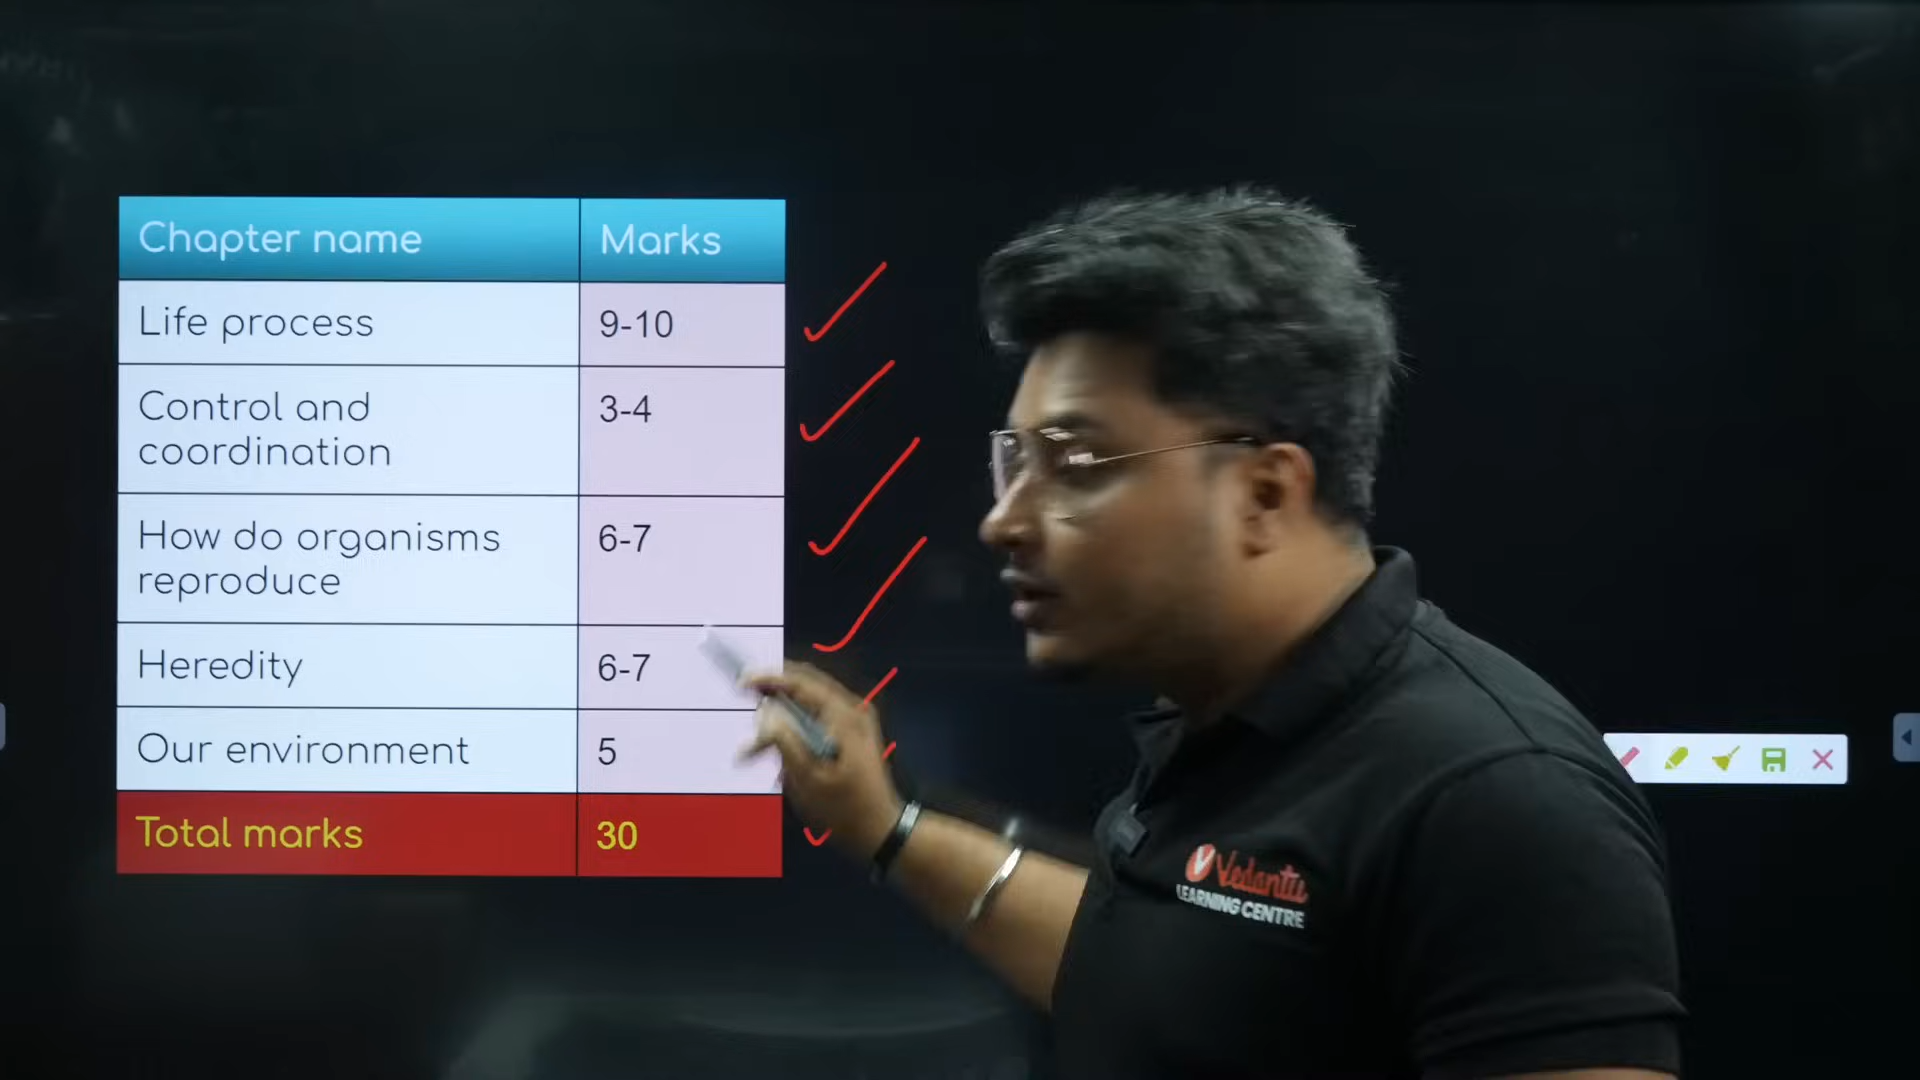 Chapter name
Marks
Life process
9-10
Control and
coordination
3-4
How do organisms
reproduce
6-7
Heredity
6-7
Our environment
5
Total marks
30
Vedantu
LEARNING CENTRE